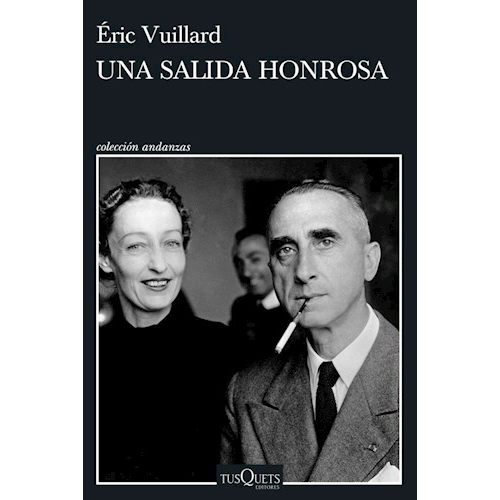 Éric Vuillard
UNA SALIDA HONROSA
colección andanzas
TUSQUETS
EDITORES